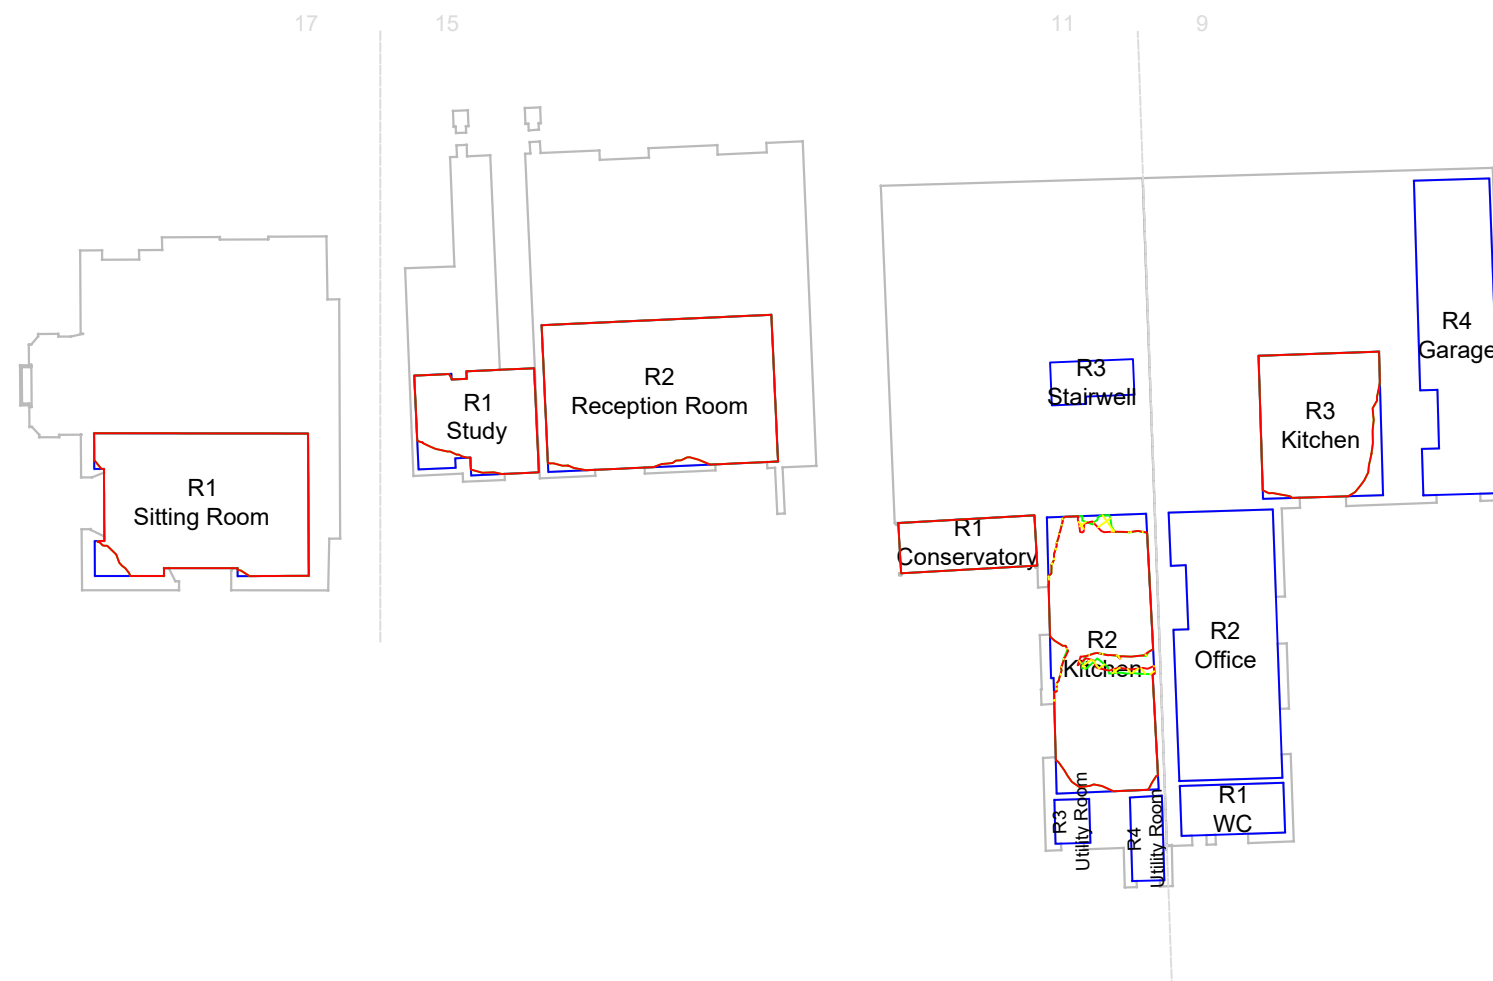 17
15
11
9
R1
Sitting Room
R1
Study
R2
Reception Room
R1
Conservatory
R3
Stairwell
R2
Kitchen
R3
Utility Room
R4
Utility Room
R3
Kitchen
R4
Garage
R2
Office
R1
WC